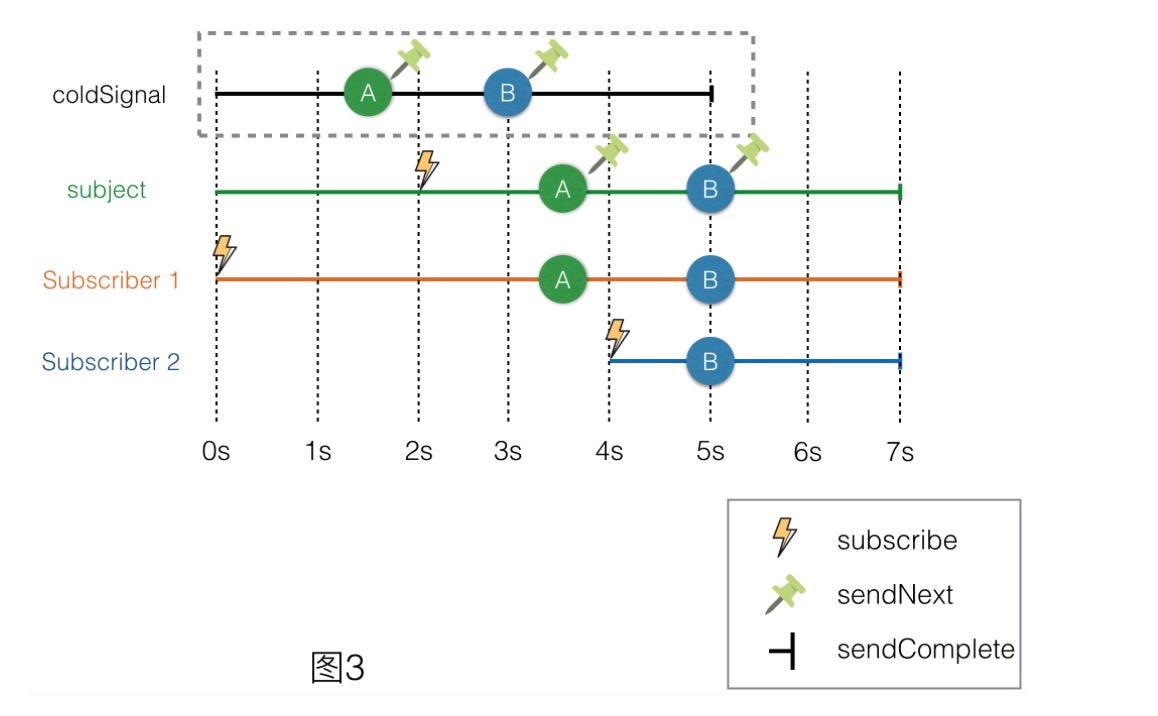 coldSignal
A
B
subject
A
B
Subscriber 1
A
B
Subscriber 2
B
0s 1s 2s 3s 4s 5s 6s 7s
subscribe
sendNext
sendComplete
图3